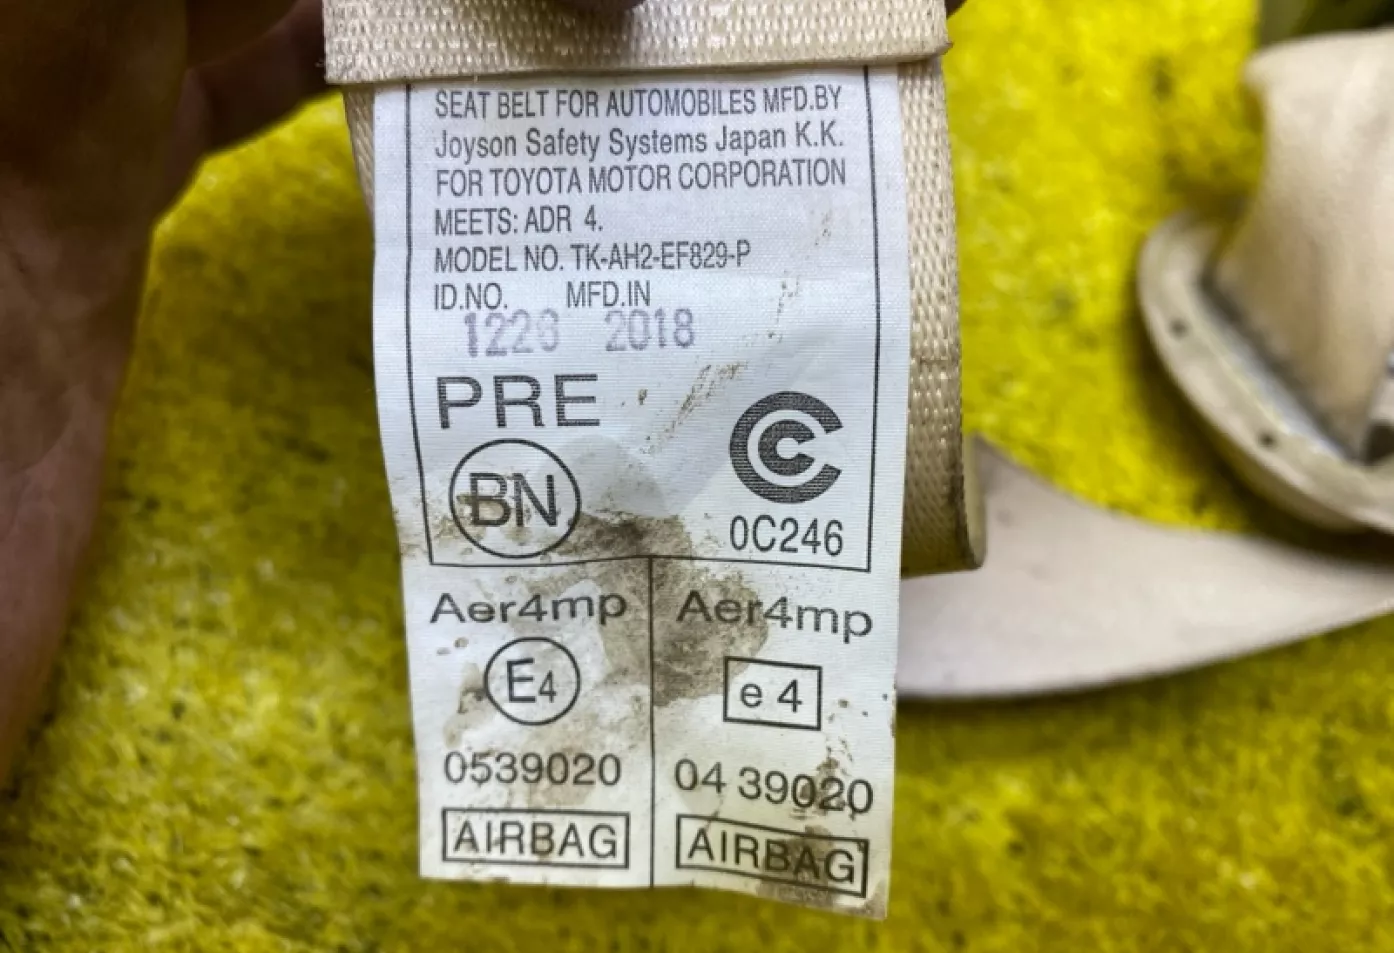 SEAT BELT FOR AUTOMOBILES MFD.BY
Joyson Safety Systems Japan K.K.
FOR TOYOTA MOTOR CORPORATION
MEETS: ADR 4.
MODEL NO. TK-AH2-EF829-P
ID.NO. MFD.IN
1226 2018
PRE
BN
0C246
Aer4mp Aer4mp
E4 e 4
0539020 04 39020
AIRBAG AIRBAG